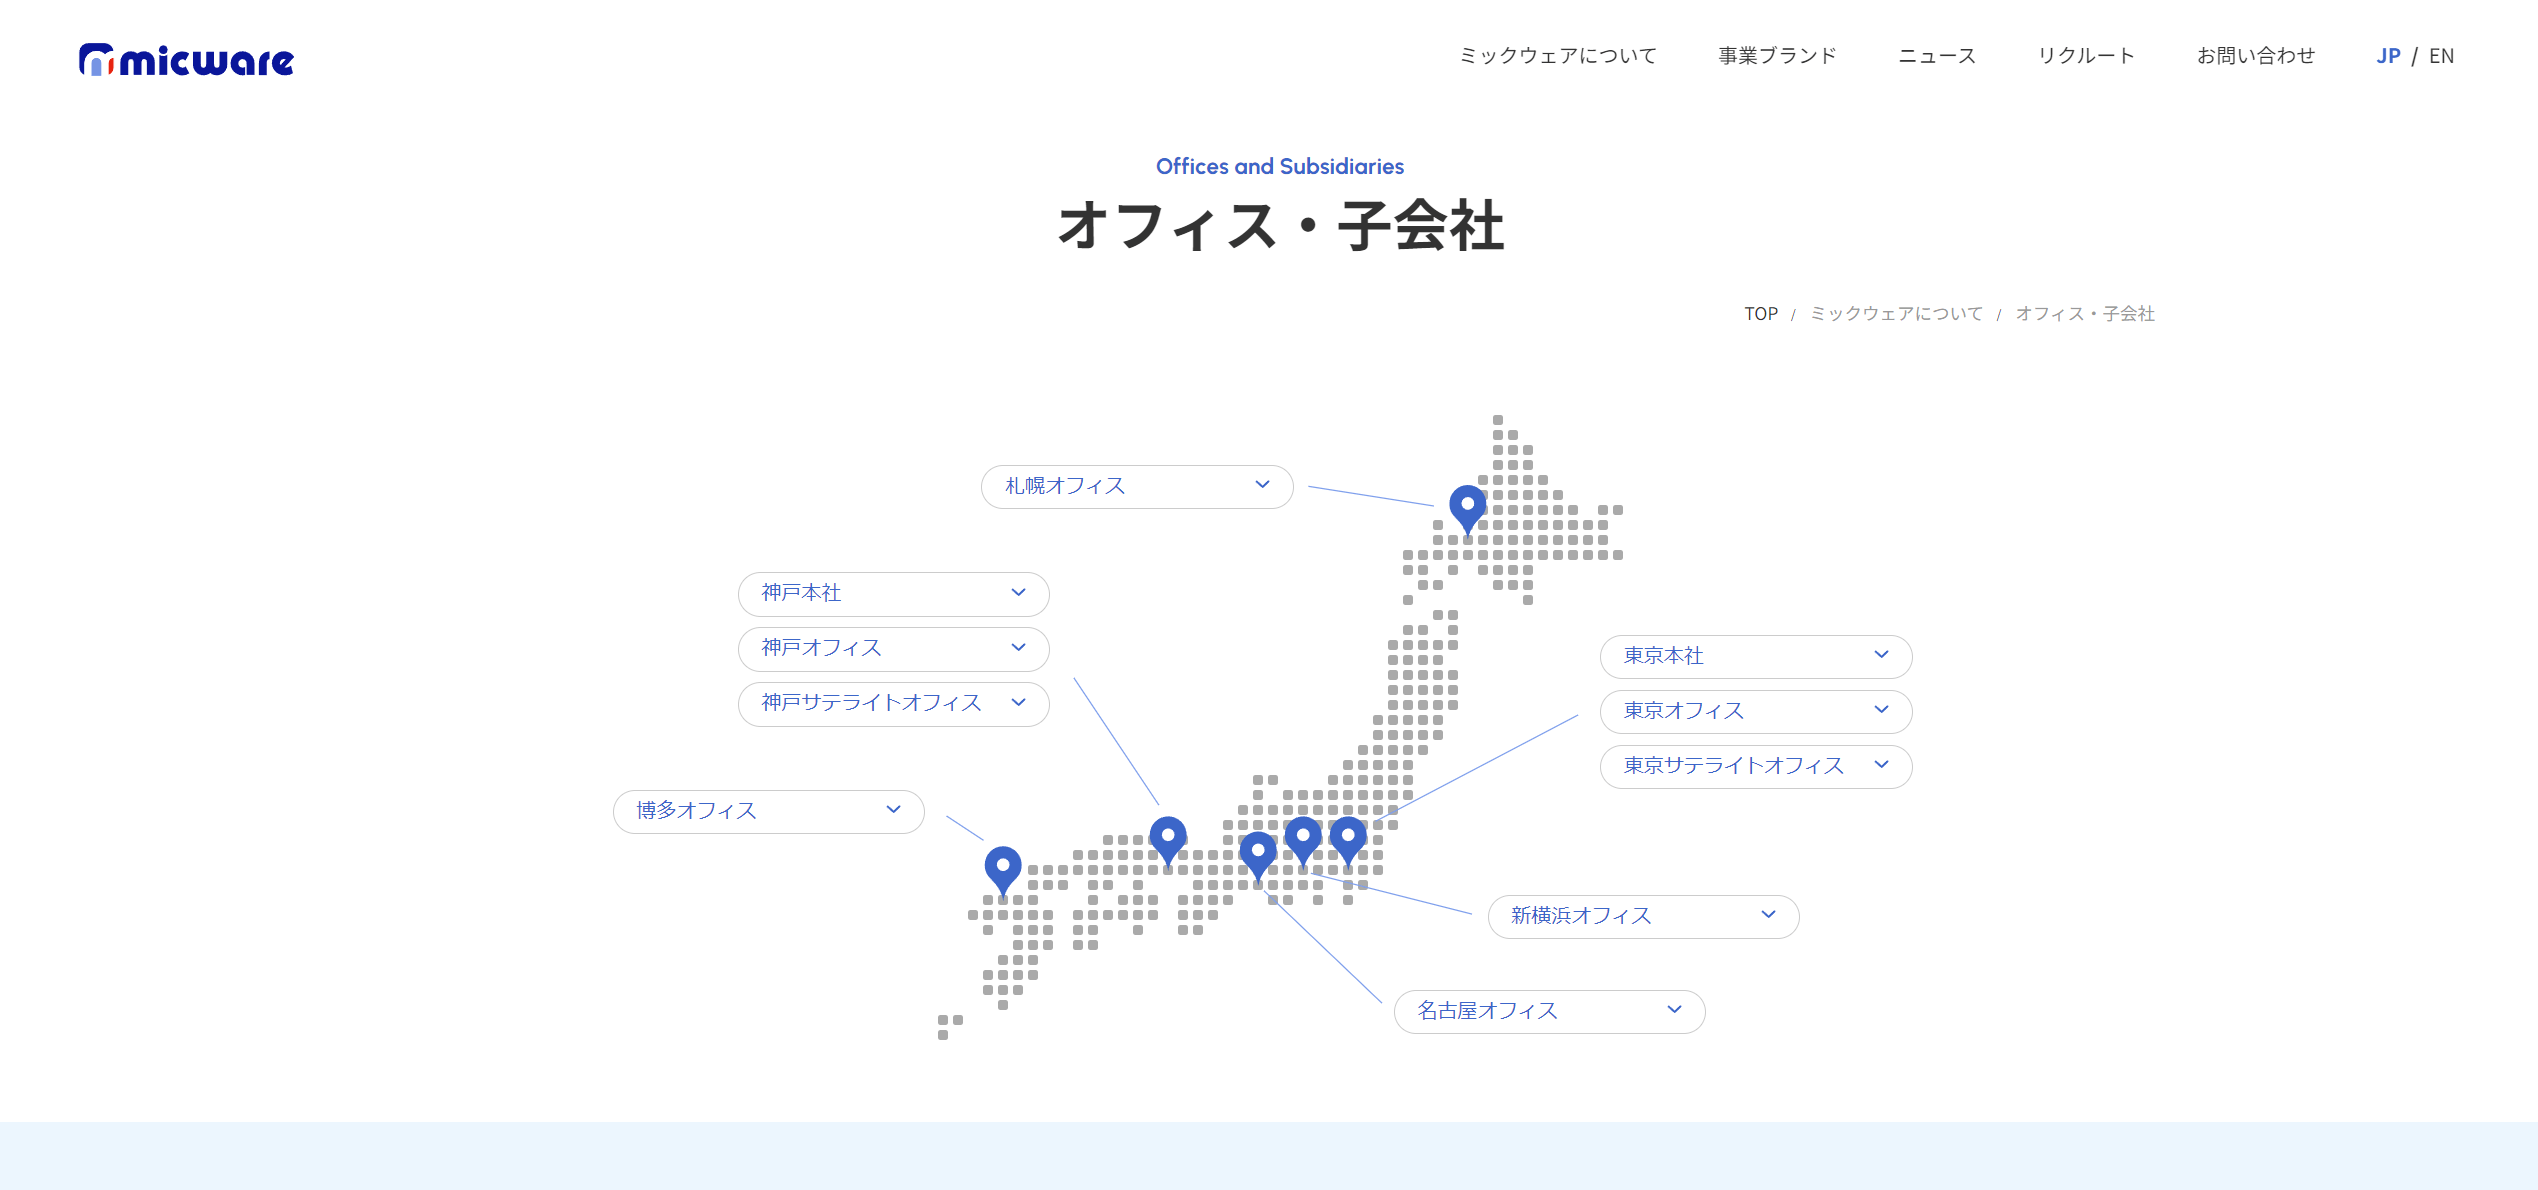 micware
ミックウェアについて 事業ブランド ニュース リクルート お問い合わせ JP / EN
Offices and Subsidiaries
オフィス・子会社
TOP / ミックウェアについて / オフィス・子会社
札幌オフィス
神戸本社
神戸オフィス
神戸サテライトオフィス
東京本社
東京オフィス
東京サテライトオフィス
博多オフィス
新横浜オフィス
名古屋オフィス